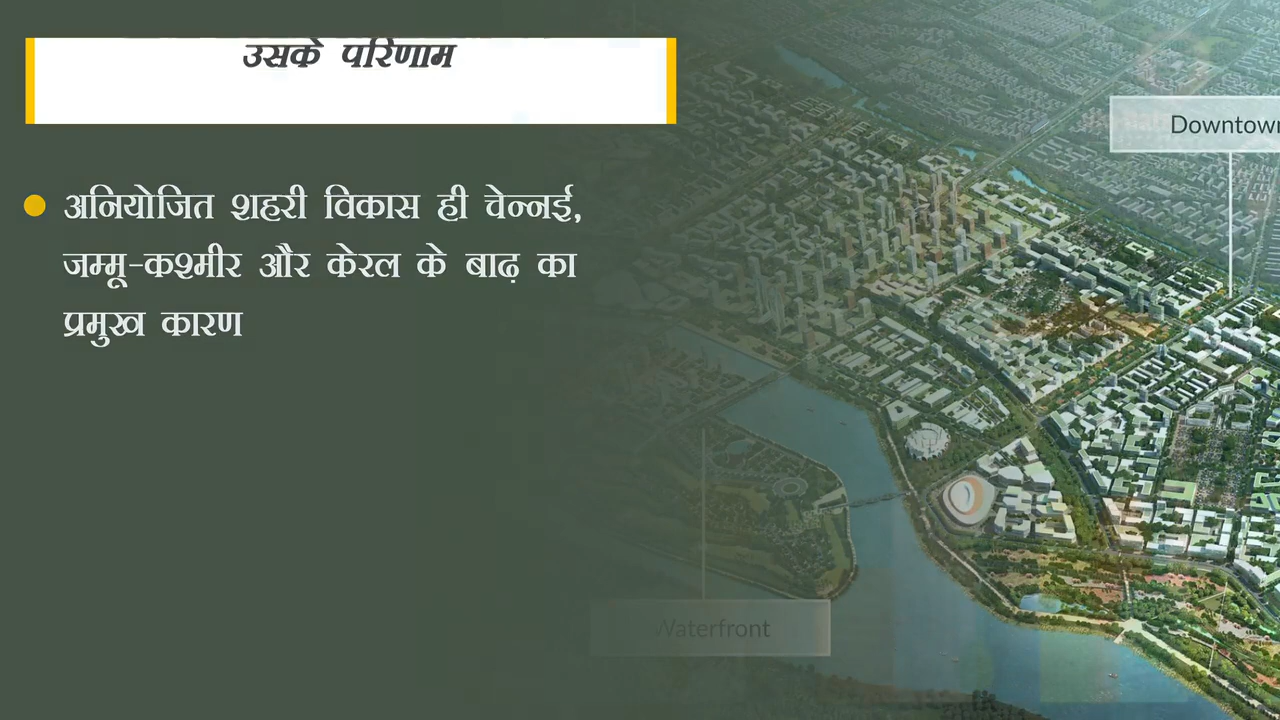 उसके परिणाम
Downtown
अनियोजित शहरी विकास ही चेन्नई,
जम्मू-कश्मीर और केरल के बाढ़ का
प्रमुख कारण
Waterfront